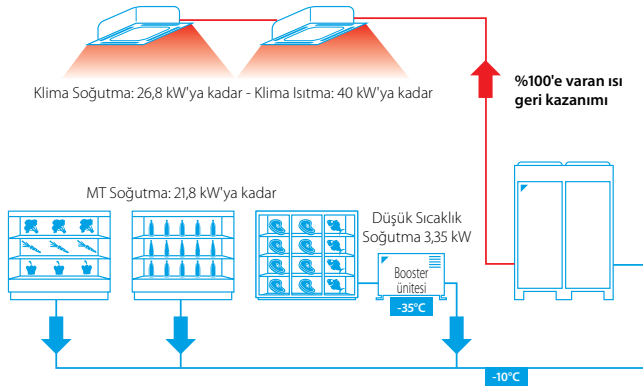 Klima Soğutma: 26,8 kW'ya kadar - Klima Isıtma: 40 kW'ya kadar
%100'e varan ısı
geri kazanımı
MT Soğutma: 21,8 kW'ya kadar
Düşük Sıcaklık
Soğutma 3,35 kW
Booster
ünitesi
-35°C
-10°C